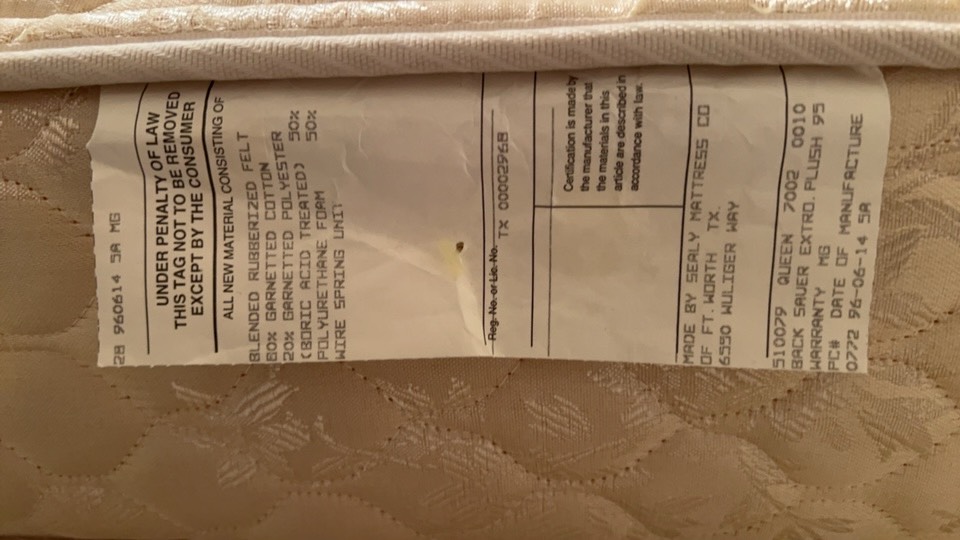 28 960614 5A MG
UNDER PENALTY OF LAW
THIS TAG NOT TO BE REMOVED
EXCEPT BY THE CONSUMER
ALL NEW MATERIAL CONSISTING OF
BLENDED RUBBERIZED FELT
80% GARNETTED COTTON
20% GARNETTED POLYESTER 50%
(BORIC ACID TREATED) 50%
POLYURETHANE FOAM
WIRE SPRING UNIT
Reg. No. or Lic. No. TX 00002968
Certification is made by
the manufacturer that
the materials in this
article are described in
accordance with law.
MADE BY SEALY MATTRESS CO
OF FT. WORTH TX.
6550 WULIGER WAY
510079 QUEEN 7002 0010
BACK SAVER EXTRO. PLUSH 95
WARRANTY MG
PC# DATE OF MANUFACTURE
0772 96-06-14 5A